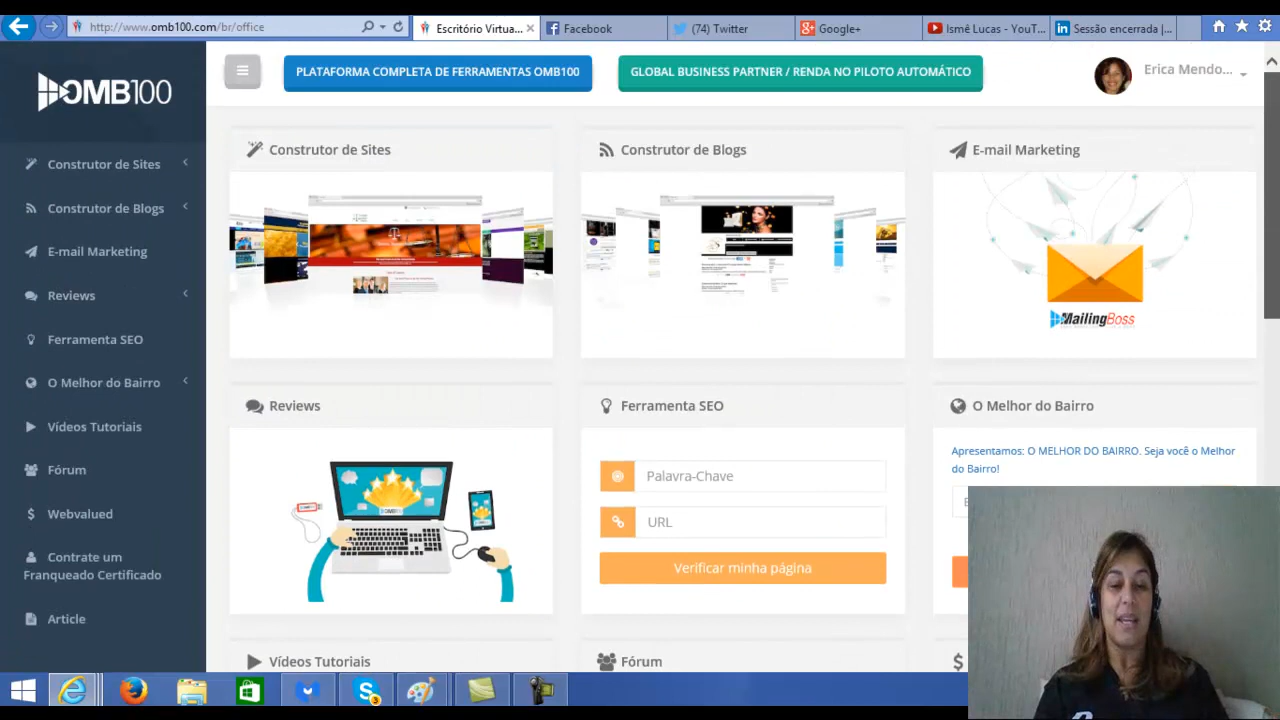 http://www.omb100.com/br/office
Escritório Virtua...
Facebook
(74) Twitter
Google+
Ismê Lucas - YouT...
Sessão encerrada |...
OMB100
PLATAFORMA COMPLETA DE FERRAMENTAS OMB100
GLOBAL BUSINESS PARTNER / RENDA NO PILOTO AUTOMÁTICO
Erica Mendo...
Construtor de Sites
Construtor de Blogs
E-mail Marketing
Reviews
Ferramenta SEO
O Melhor do Bairro
Vídeos Tutoriais
Fórum
Webvalued
Contrate um
Franqueado Certificado
Article
Construtor de Sites
Construtor de Blogs
E-mail Marketing
MailingBoss
Reviews
Ferramenta SEO
Palavra-Chave
URL
Verificar minha página
O Melhor do Bairro
Apresentamos: O MELHOR DO BAIRRO. Seja você o Melhor
do Bairro!
Vídeos Tutoriais
Fórum
3